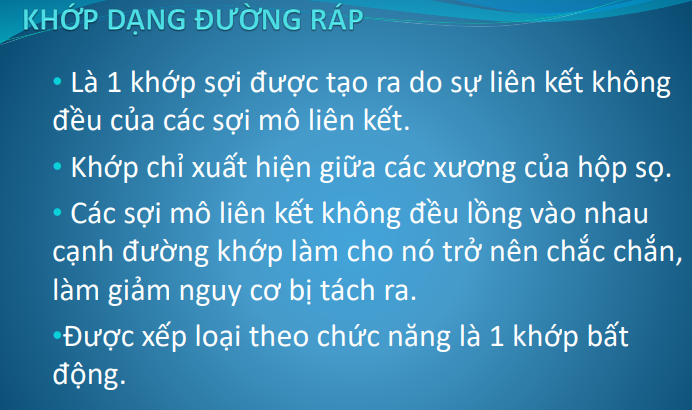 KHỚP DẠNG ĐƯỜNG RÁP
• Là 1 khớp sợi được tạo ra do sự liên kết không
đều của các sợi mô liên kết.
• Khớp chỉ xuất hiện giữa các xương của hộp sọ.
• Các sợi mô liên kết không đều lồng vào nhau
cạnh đường khớp làm cho nó trở nên chắc chắn,
làm giảm nguy cơ bị tách ra.
•Được xếp loại theo chức năng là 1 khớp bất
động.